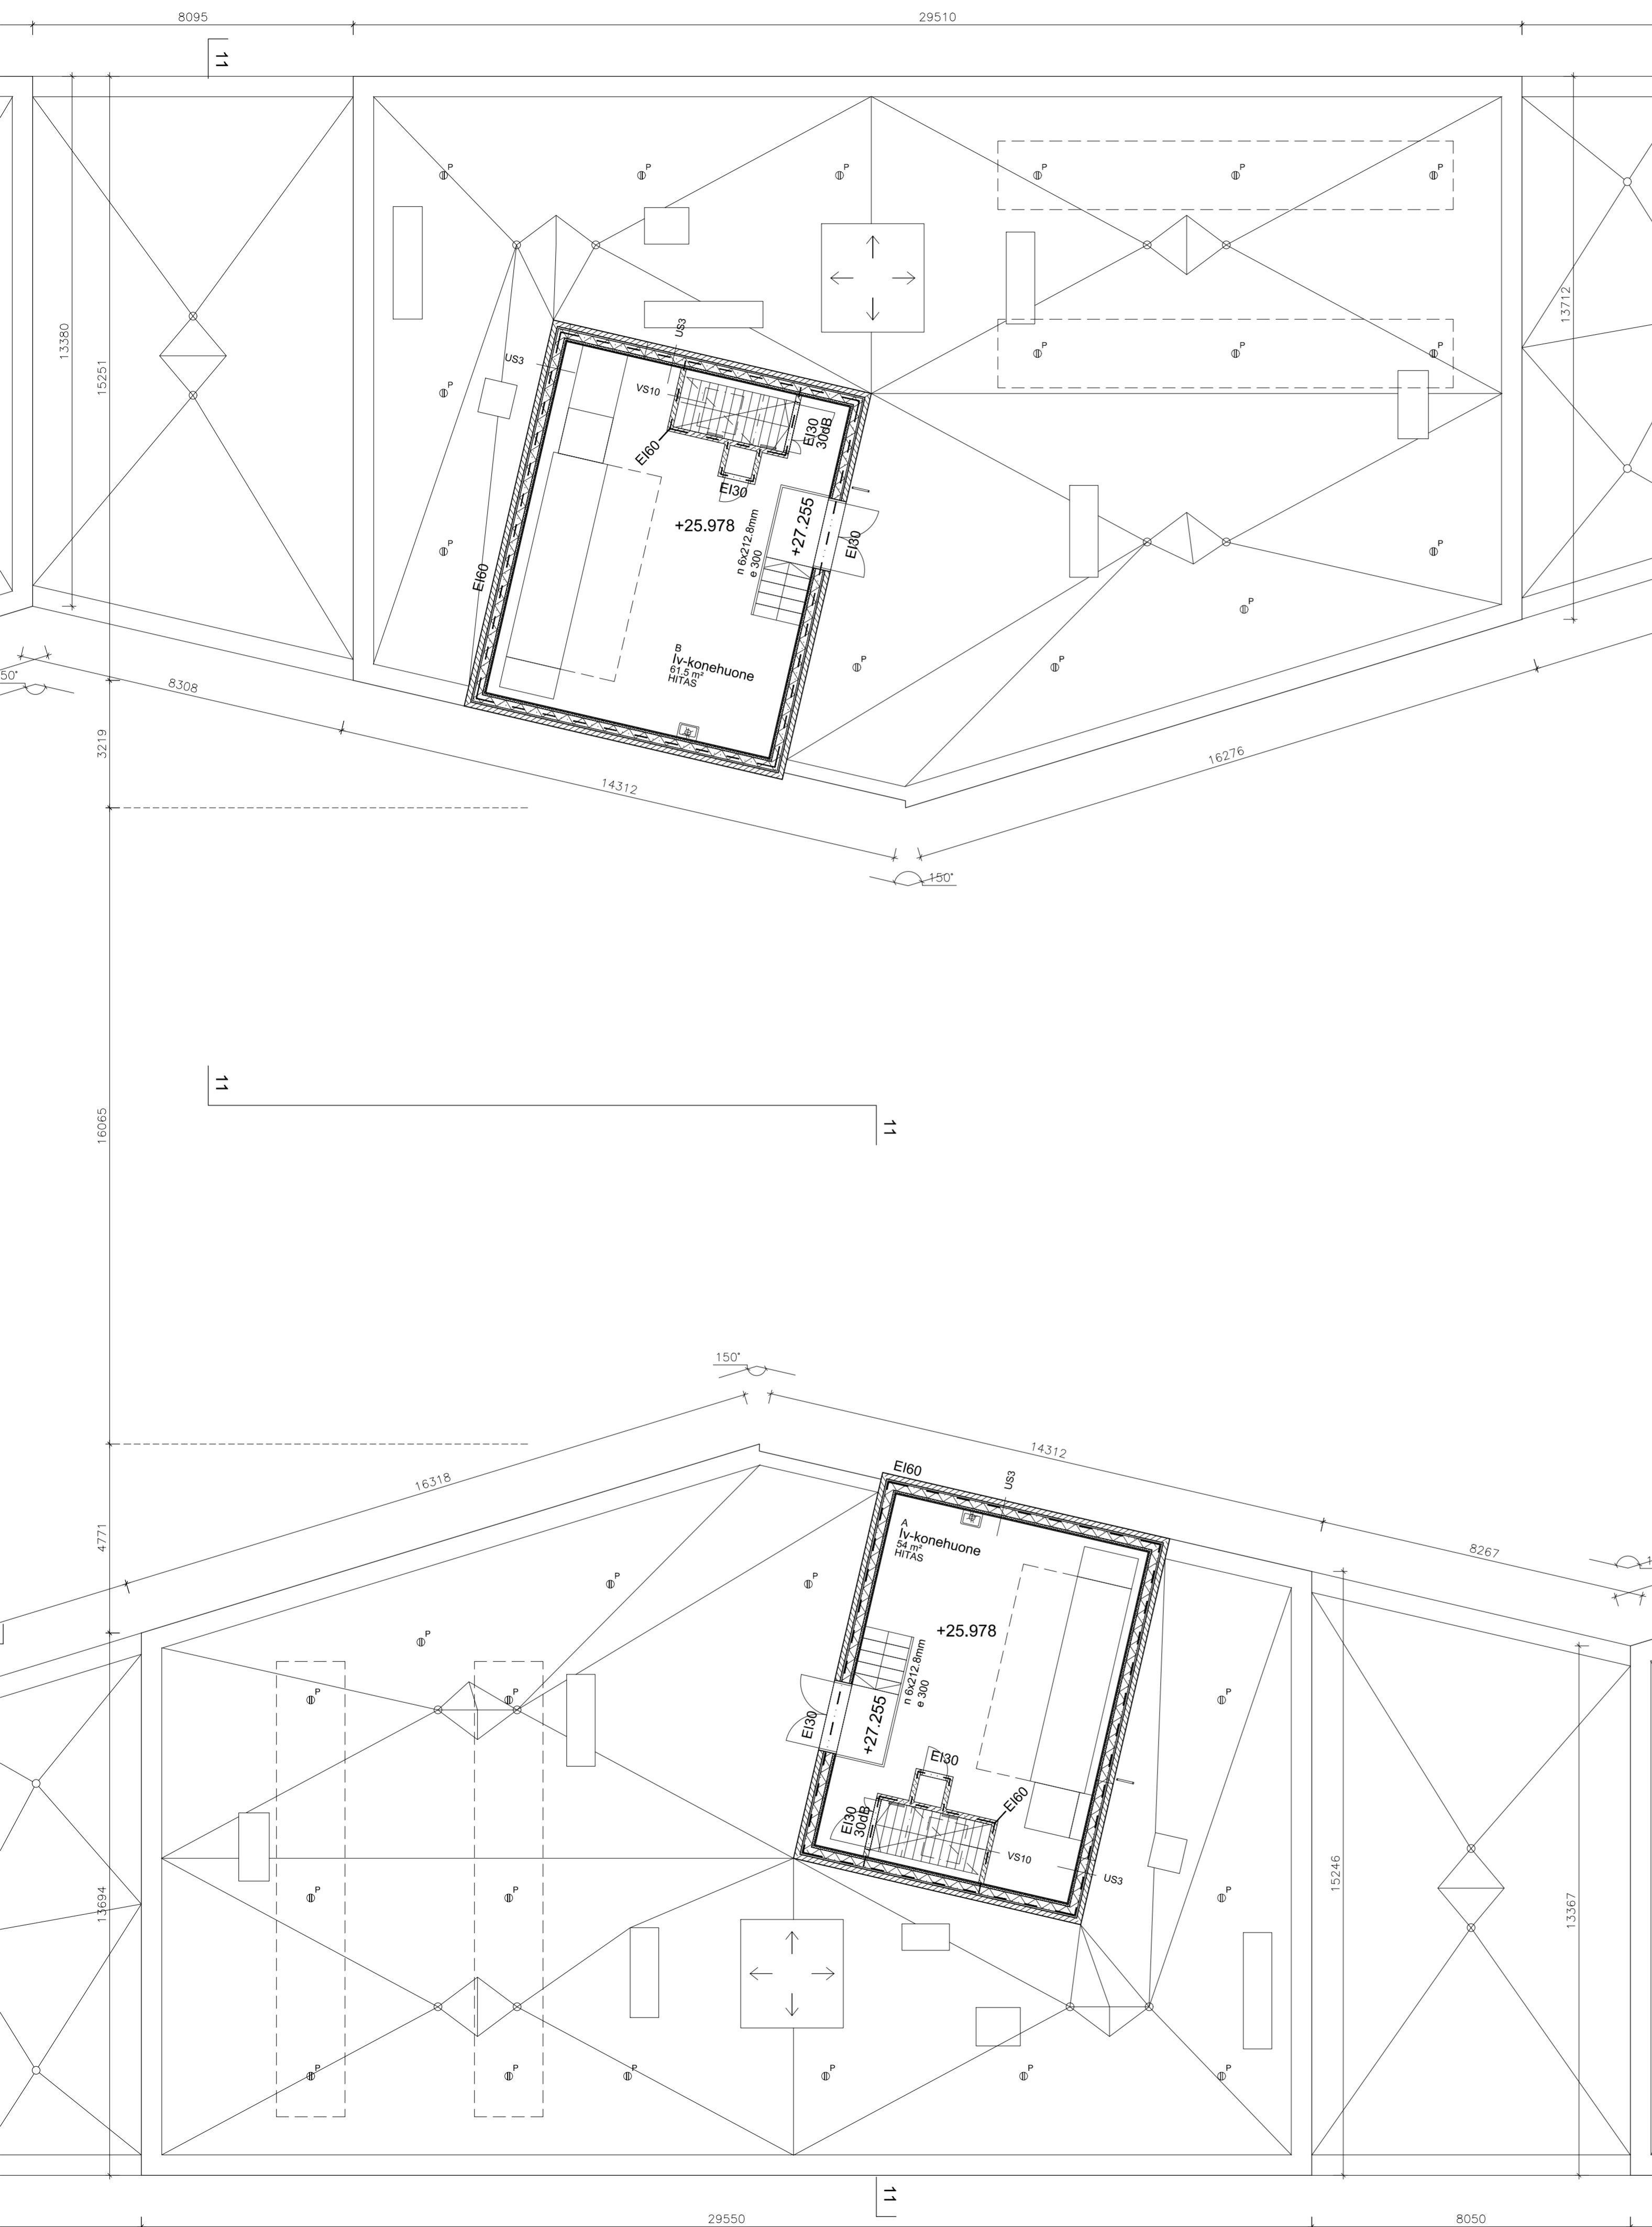 8095
29510
11
P
P
P
P
P
P
13380
15251
13712
US3
US3
VS10
P
P
P
P
EI30
30dB
EI60
EI30
+25.978
+27.255
n 6x212.8mm
e 300
EI30
EI60
P
P
P
P
P
B
Iv-konehuone
61.5 m²
HITAS
50°
8308
3219
14312
16276
150°
11
16065
11
150°
14312
16318
EI60
US3
8267
4771
A
Iv-konehuone
54 m²
HITAS
P
P
P
+25.978
n 6x212.8mm
e 300
P
P
P
+27.255
EI30
EI30
EI60
EI30
30dB
VS10
US3
15246
13367
13694
P
P
P
P
P
P
P
P
P
11
29550
8050